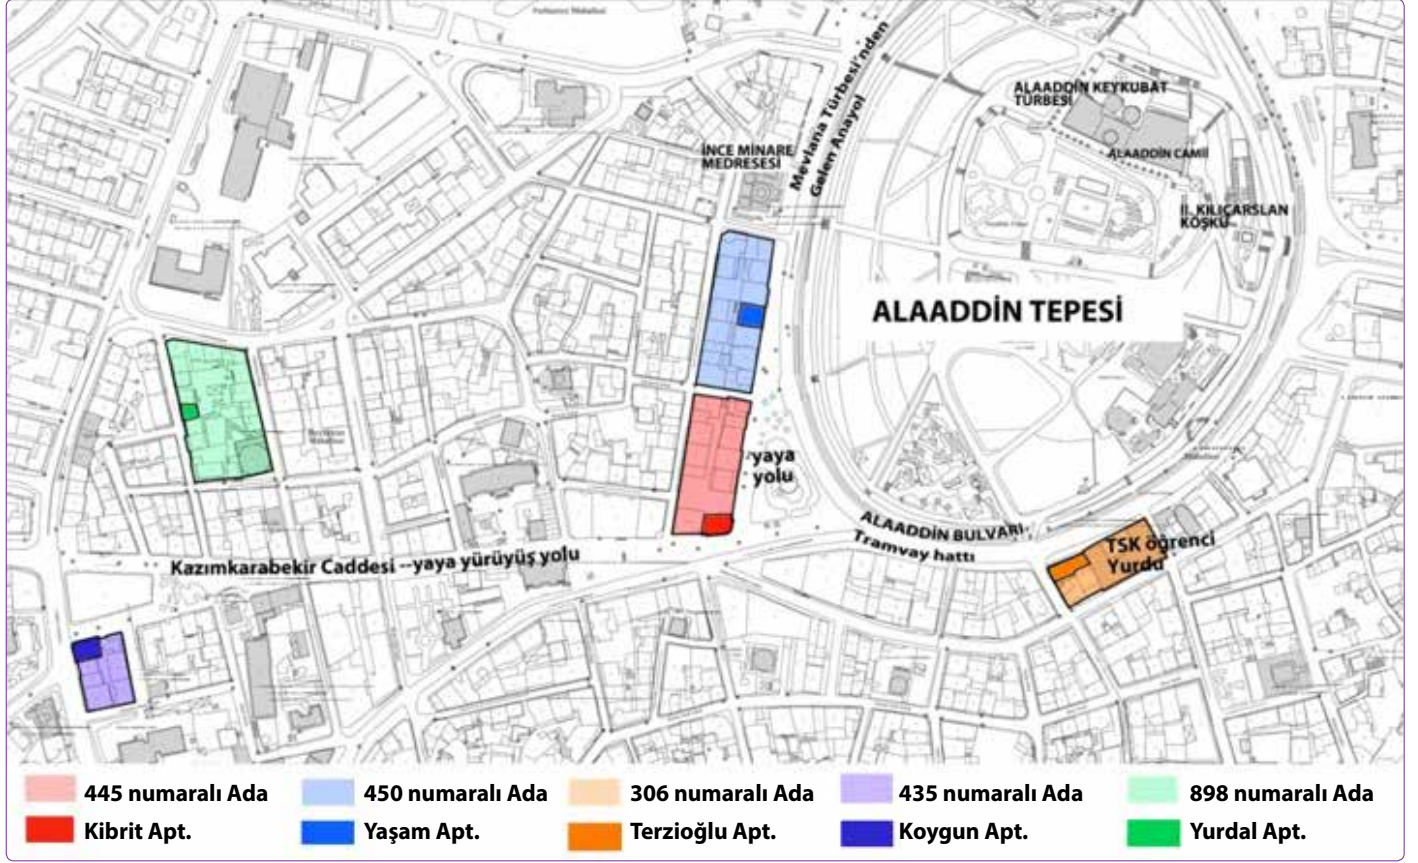 ALAADDİN KEYKUBAT
TÜRBESİ
Mevlana Türbesi'nden
Gelen Anayol
İNCE MİNARE
MEDRESESİ
ALAADDİN CAMİİ
II. KILIÇARSLAN
KÖŞKÜ
ALAADDİN TEPESİ
yaya
yolu
ALAADDİN BULVARI
Tramvay hattı
TSK öğrenci
Yurdu
Kazımkarabekir Caddesi --yaya yürüyüş yolu
445 numaralı Ada
450 numaralı Ada
306 numaralı Ada
435 numaralı Ada
898 numaralı Ada
Kibrit Apt.
Yaşam Apt.
Terzioğlu Apt.
Koygun Apt.
Yurdal Apt.